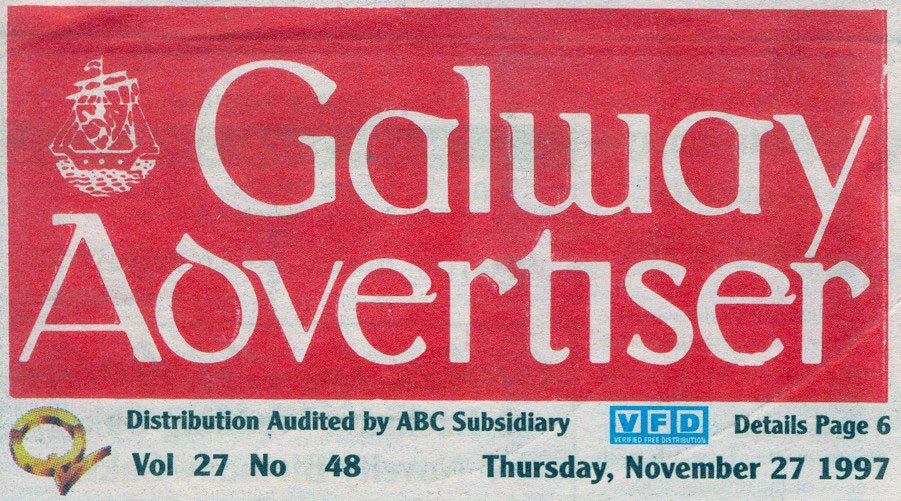 Galway
Advertiser
Distribution Audited by ABC Subsidiary VFD VERIFIED FREE DISTRIBUTION Details Page 6
Q Vol 27 No 48 Thursday, November 27 1997